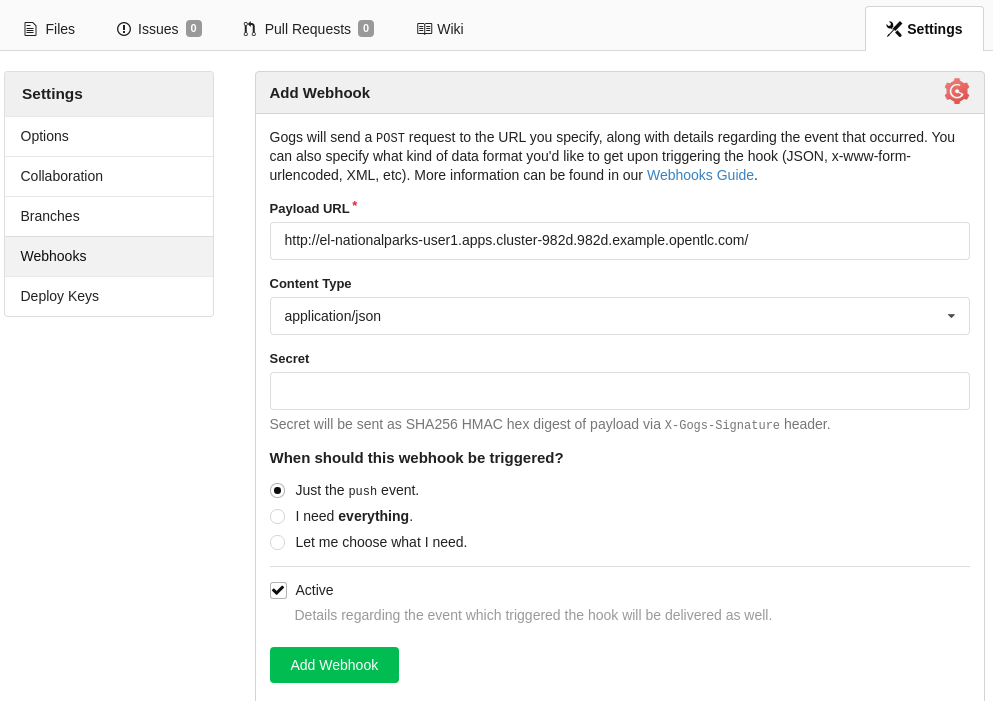 Files Issues 0 Pull Requests 0 Wiki Settings
Settings
Options
Collaboration
Branches
Webhooks
Deploy Keys
Add Webhook
Gogs will send a POST request to the URL you specify, along with details regarding the event that occurred. You
can also specify what kind of data format you'd like to get upon triggering the hook (JSON, x-www-form-
urlencoded, XML, etc). More information can be found in our Webhooks Guide.
Payload URL *
http://el-nationalparks-user1.apps.cluster-982d.982d.example.opentlc.com/
Content Type
application/json
Secret
Secret will be sent as SHA256 HMAC hex digest of payload via X-Gogs-Signature header.
When should this webhook be triggered?
Just the push event.
I need everything.
Let me choose what I need.
Active
Details regarding the event which triggered the hook will be delivered as well.
Add Webhook